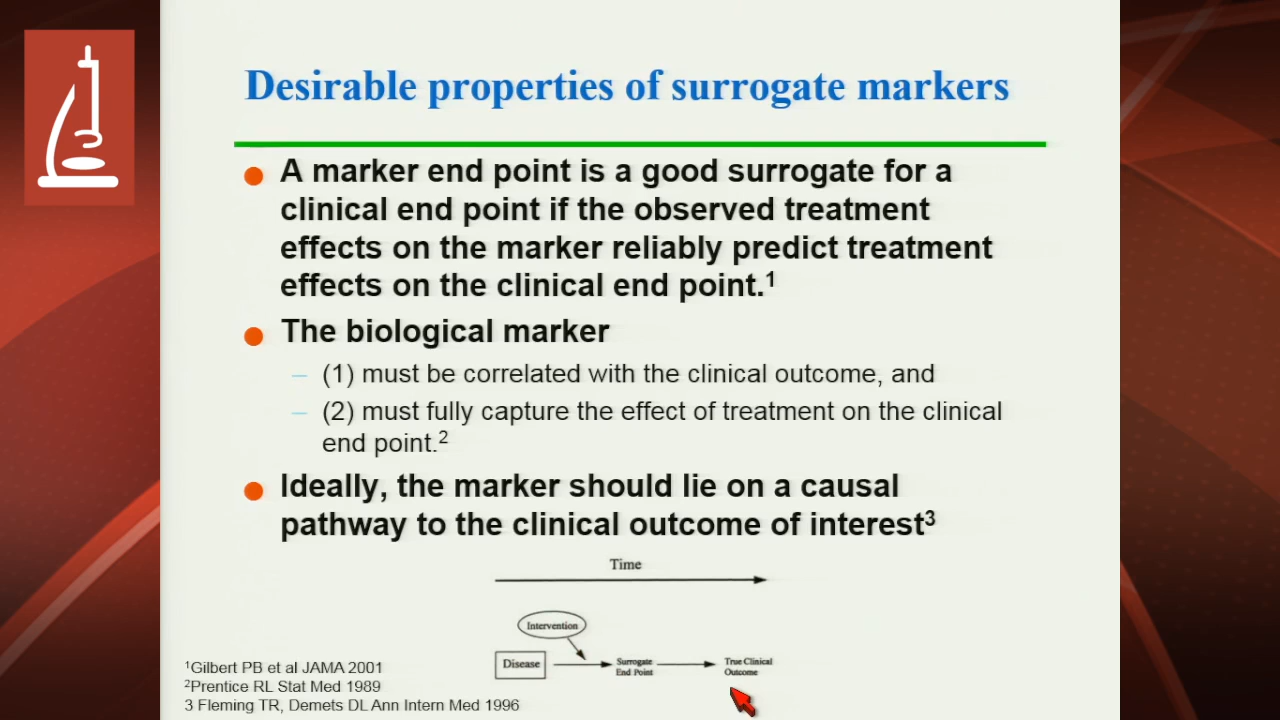 Desirable properties of surrogate markers
A marker end point is a good surrogate for a
clinical end point if the observed treatment
effects on the marker reliably predict treatment
effects on the clinical end point.¹
The biological marker
– (1) must be correlated with the clinical outcome, and
– (2) must fully capture the effect of treatment on the clinical
end point.²
Ideally, the marker should lie on a causal
pathway to the clinical outcome of interest³
Time
Intervention
Disease
Surrogate
End Point
True Clinical
Outcome
¹Gilbert PB et al JAMA 2001
²Prentice RL Stat Med 1989
3 Fleming TR, Demets DL Ann Intern Med 1996